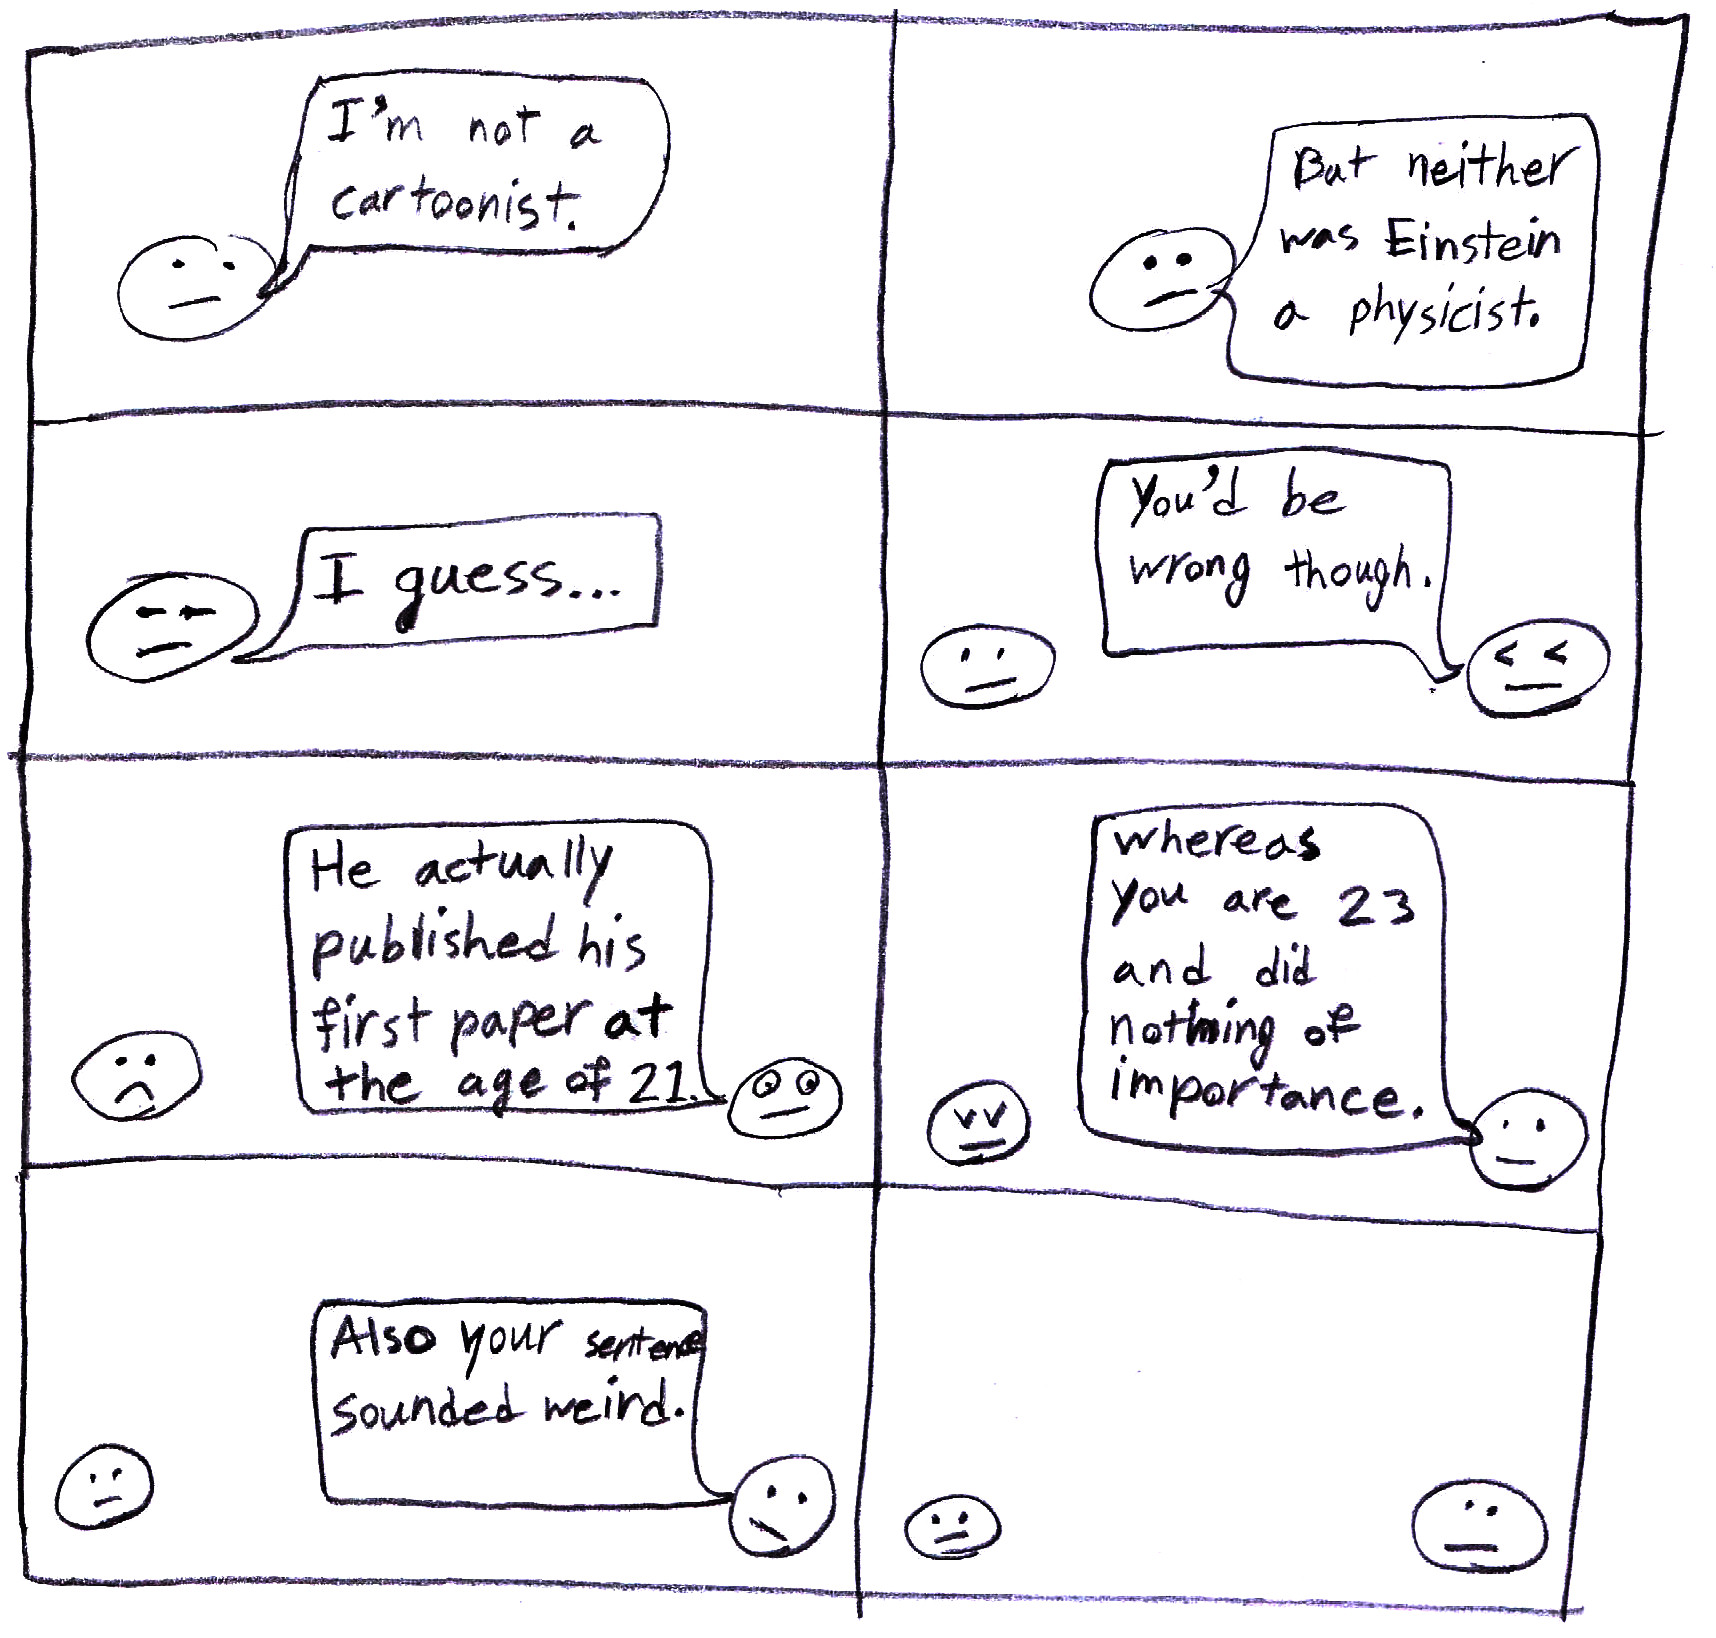 I'm not a
cartoonist.
But neither
was Einstein
a physicist.
I guess...
You'd be
wrong though.
He actually
published his
first paper at
the age of 21.
whereas
you are 23
and did
nothing of
importance.
Also your sentence
sounded weird.